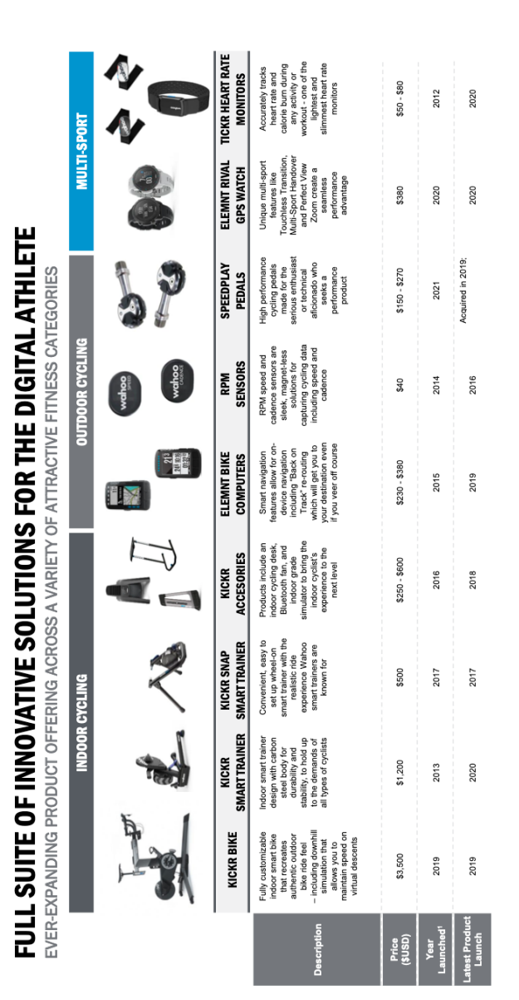 FULL SUITE OF INNOVATIVE SOLUTIONS FOR THE DIGITAL ATHLETE
EVER-EXPANDING PRODUCT OFFERING ACROSS A VARIETY OF ATTRACTIVE FITNESS CATEGORIES
INDOOR CYCLING
OUTDOOR CYCLING
MULTI-SPORT
wahoo
SPEED
wahoo
CADENCE
KICKR BIKE
KICKR
SMART TRAINER
KICKR SNAP
SMART TRAINER
KICKR
ACCESORIES
ELEMNT BIKE
COMPUTERS
RPM
SENSORS
SPEEDPLAY
PEDALS
ELEMNT RIVAL
GPS WATCH
TICKR HEART RATE
MONITORS
Description
Fully customizable
indoor smart bike
that recreates
authentic outdoor
bike ride feel
– including downhill
simulation that
allows you to
maintain speed on
virtual descents
Indoor smart trainer
design with carbon
steel body for
durability and
stability, to hold up
to the demands of
all types of cyclists
Convenient, easy to
set up wheel-on
smart trainer with the
realistic ride
experience Wahoo
smart trainers are
known for
Products include an
indoor cycling desk,
Bluetooth fan, and
indoor grade
simulator to bring the
indoor cyclist's
experience to the
next level
Smart navigation
features allow for on-
device navigation
including "Back on
Track" re-routing
which will get you to
your destination even
if you veer off course
RPM speed and
cadence sensors are
sleek, magnet-less
solutions for
capturing cycling data
including speed and
cadence
High performance
cycling pedals
made for the
serious enthusiast
or technical
aficionado who
seeks a
performance
product
Unique multi-sport
features like
Touchless Transition,
Multi-Sport Handover
and Perfect View
Zoom create a
seamless
performance
advantage
Accurately tracks
heart rate and
calorie burn during
any activity or
workout - one of the
lightest and
slimmest heart rate
monitors
Price
($USD)
$3,500
$1,200
$500
$250 - $600
$230 - $380
$40
$150 - $270
$380
$50 - $80
Year
Launched¹
2019
2013
2017
2016
2015
2014
2021
2020
2012
Latest Product
Launch
2019
2020
2017
2018
2019
2016
Acquired in 2019;
2020
2020